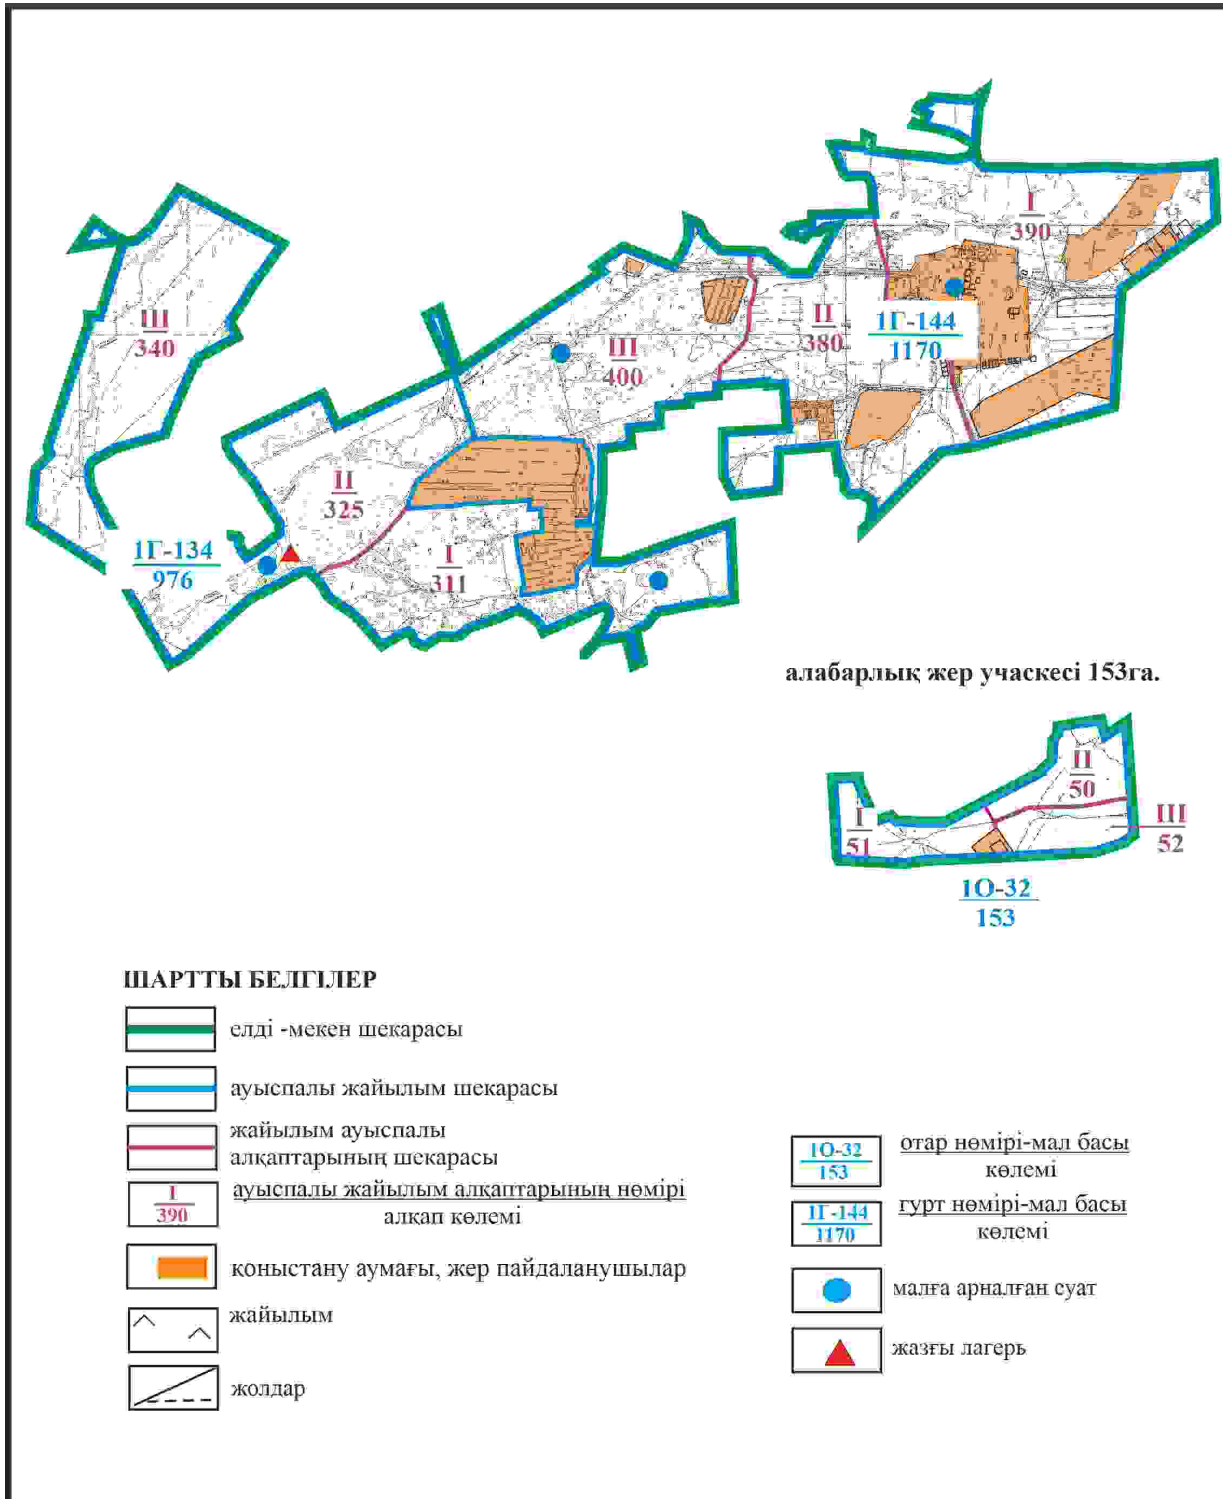 I
390
III
340
II
380
1Г-144
1170
III
400
II
325
1Г-134
976
I
311
алабарлық жер учаскесі 153га.
II
50
I
51
III
52
1О-32
153
ШАРТТЫ БЕЛГІЛЕР
елді -мекен шекарасы
ауыспалы жайылым шекарасы
жайылым ауыспалы
алқаптарының шекарасы
I
390
ауыспалы жайылым алқаптарының нөмірі
алқап көлемі
қоныстану аумағы, жер пайдаланушылар
жайылым
жолдар
1О-32
153
отар нөмірі-мал басы
көлемі
1Г-144
1170
гурт нөмірі-мал басы
көлемі
малға арналған суат
жазғы лагерь